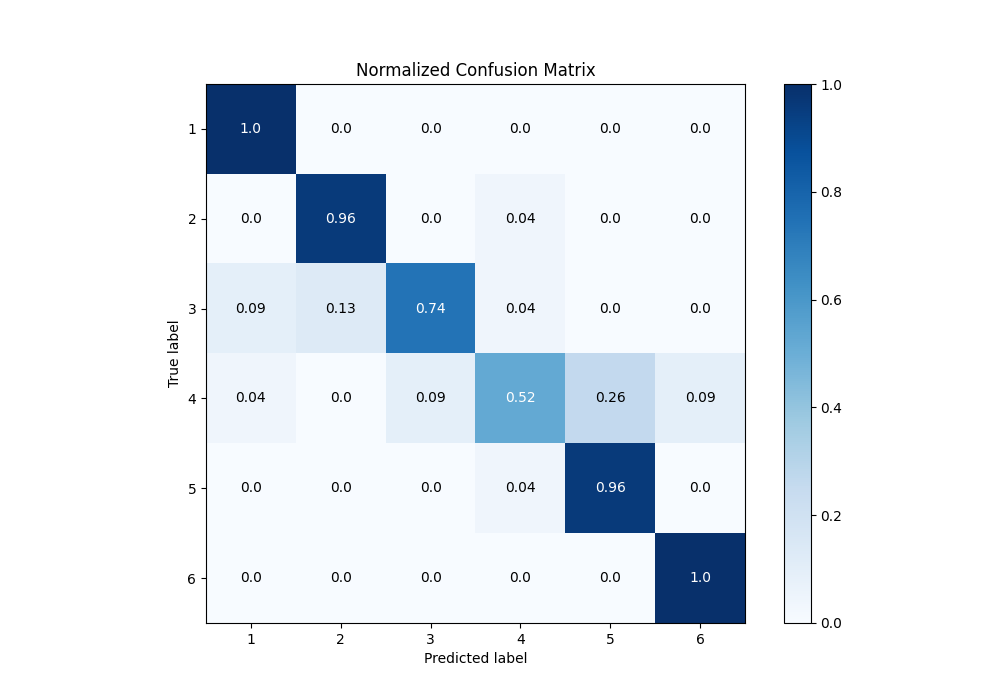 Normalized Confusion Matrix
True label
1 1.0 0.0 0.0 0.0 0.0 0.0
2 0.0 0.96 0.0 0.04 0.0 0.0
3 0.09 0.13 0.74 0.04 0.0 0.0
4 0.04 0.0 0.09 0.52 0.26 0.09
5 0.0 0.0 0.0 0.04 0.96 0.0
6 0.0 0.0 0.0 0.0 0.0 1.0
1 2 3 4 5 6
Predicted label
1.0
0.8
0.6
0.4
0.2
0.0